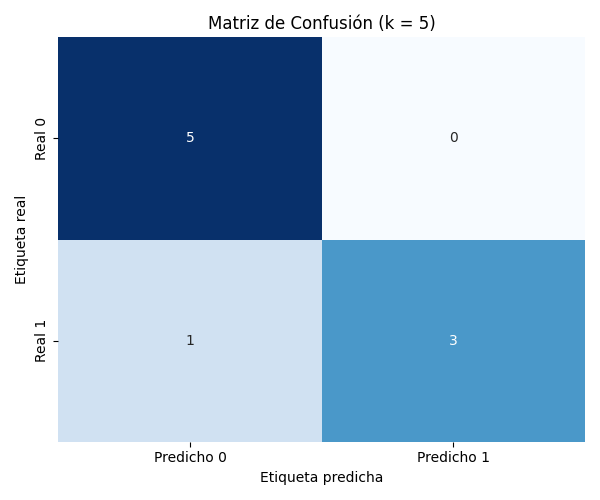 Matriz de Confusión (k = 5)
Real 0
5
0
Etiqueta real
Real 1
1
3
Predicho 0
Predicho 1
Etiqueta predicha